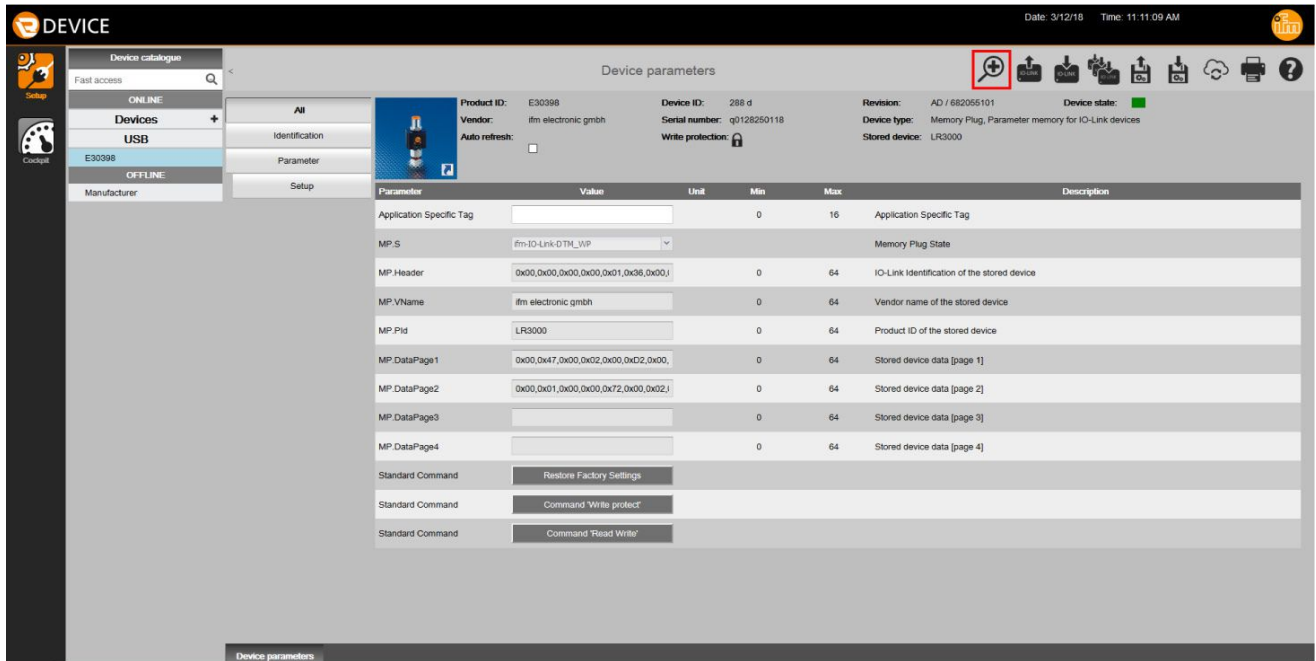 DEVICE
Date: 3/12/18 Time: 11:11:09 AM
ifm
Setup
Cockpit
Device catalogue
Fast access
ONLINE
Devices +
USB
E30398
OFFLINE
Manufacturer
<
Device parameters
IO-LINK
IO-LINK
IO-LINK
All
Identification
Parameter
Setup
Product ID: E30398 Device ID: 288 d Revision: AD / 682055101 Device state:
Vendor: ifm electronic gmbh Serial number: q0128250118 Device type: Memory Plug, Parameter memory for IO-Link devices
Auto refresh: Write protection: Stored device: LR3000
Parameter Value Unit Min Max Description
Application Specific Tag 0 16 Application Specific Tag
MP.S ifm-IO-Link-DTM_WP Memory Plug State
MP.Header 0x00,0x00,0x00,0x00,0x01,0x36,0x00, 0 64 IO-Link Identification of the stored device
MP.VName ifm electronic gmbh 0 64 Vendor name of the stored device
MP.PId LR3000 0 64 Product ID of the stored device
MP.DataPage1 0x00,0x47,0x00,0x02,0x00,0xD2,0x00, 0 64 Stored device data [page 1]
MP.DataPage2 0x00,0x01,0x00,0x00,0x72,0x00,0x02, 0 64 Stored device data [page 2]
MP.DataPage3 0 64 Stored device data [page 3]
MP.DataPage4 0 64 Stored device data [page 4]
Standard Command Restore Factory Settings
Standard Command Command 'Write protect'
Standard Command Command 'Read Write'
Device parameters